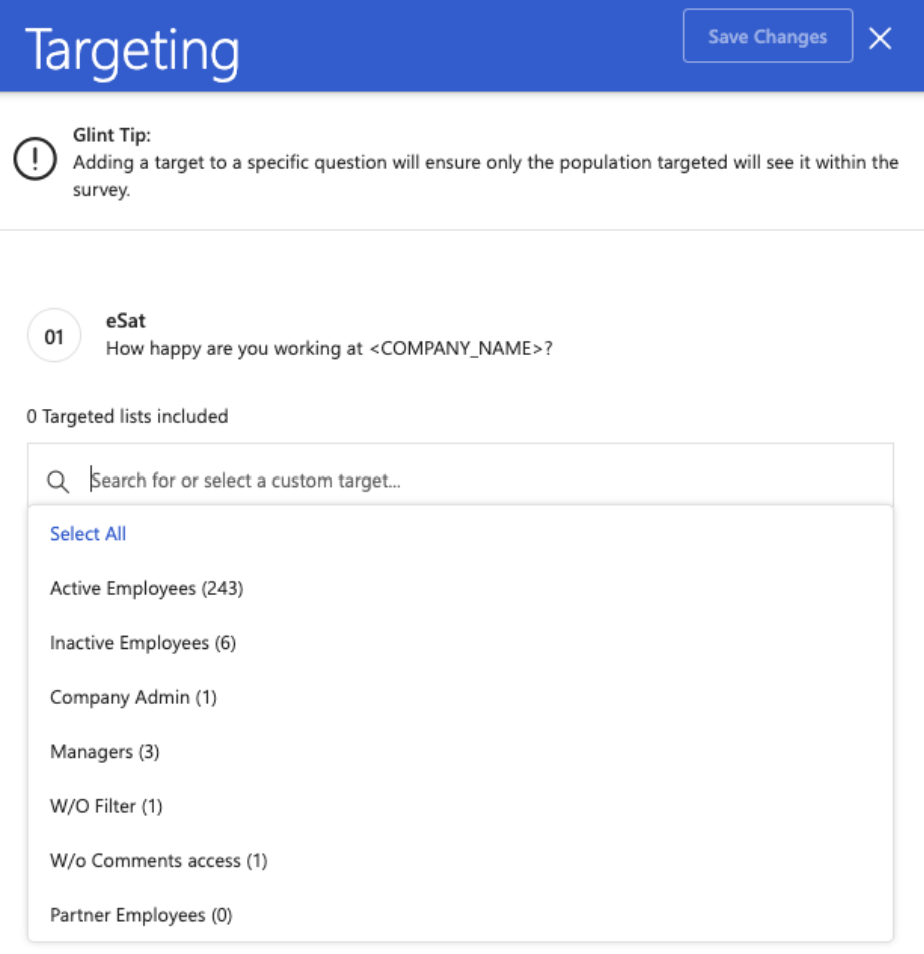 Targeting
Save Changes
Glint Tip:
Adding a target to a specific question will ensure only the population targeted will see it within the
survey.
01
eSat
How happy are you working at <COMPANY_NAME>?
0 Targeted lists included
Search for or select a custom target...
Select All
Active Employees (243)
Inactive Employees (6)
Company Admin (1)
Managers (3)
W/O Filter (1)
W/o Comments access (1)
Partner Employees (0)